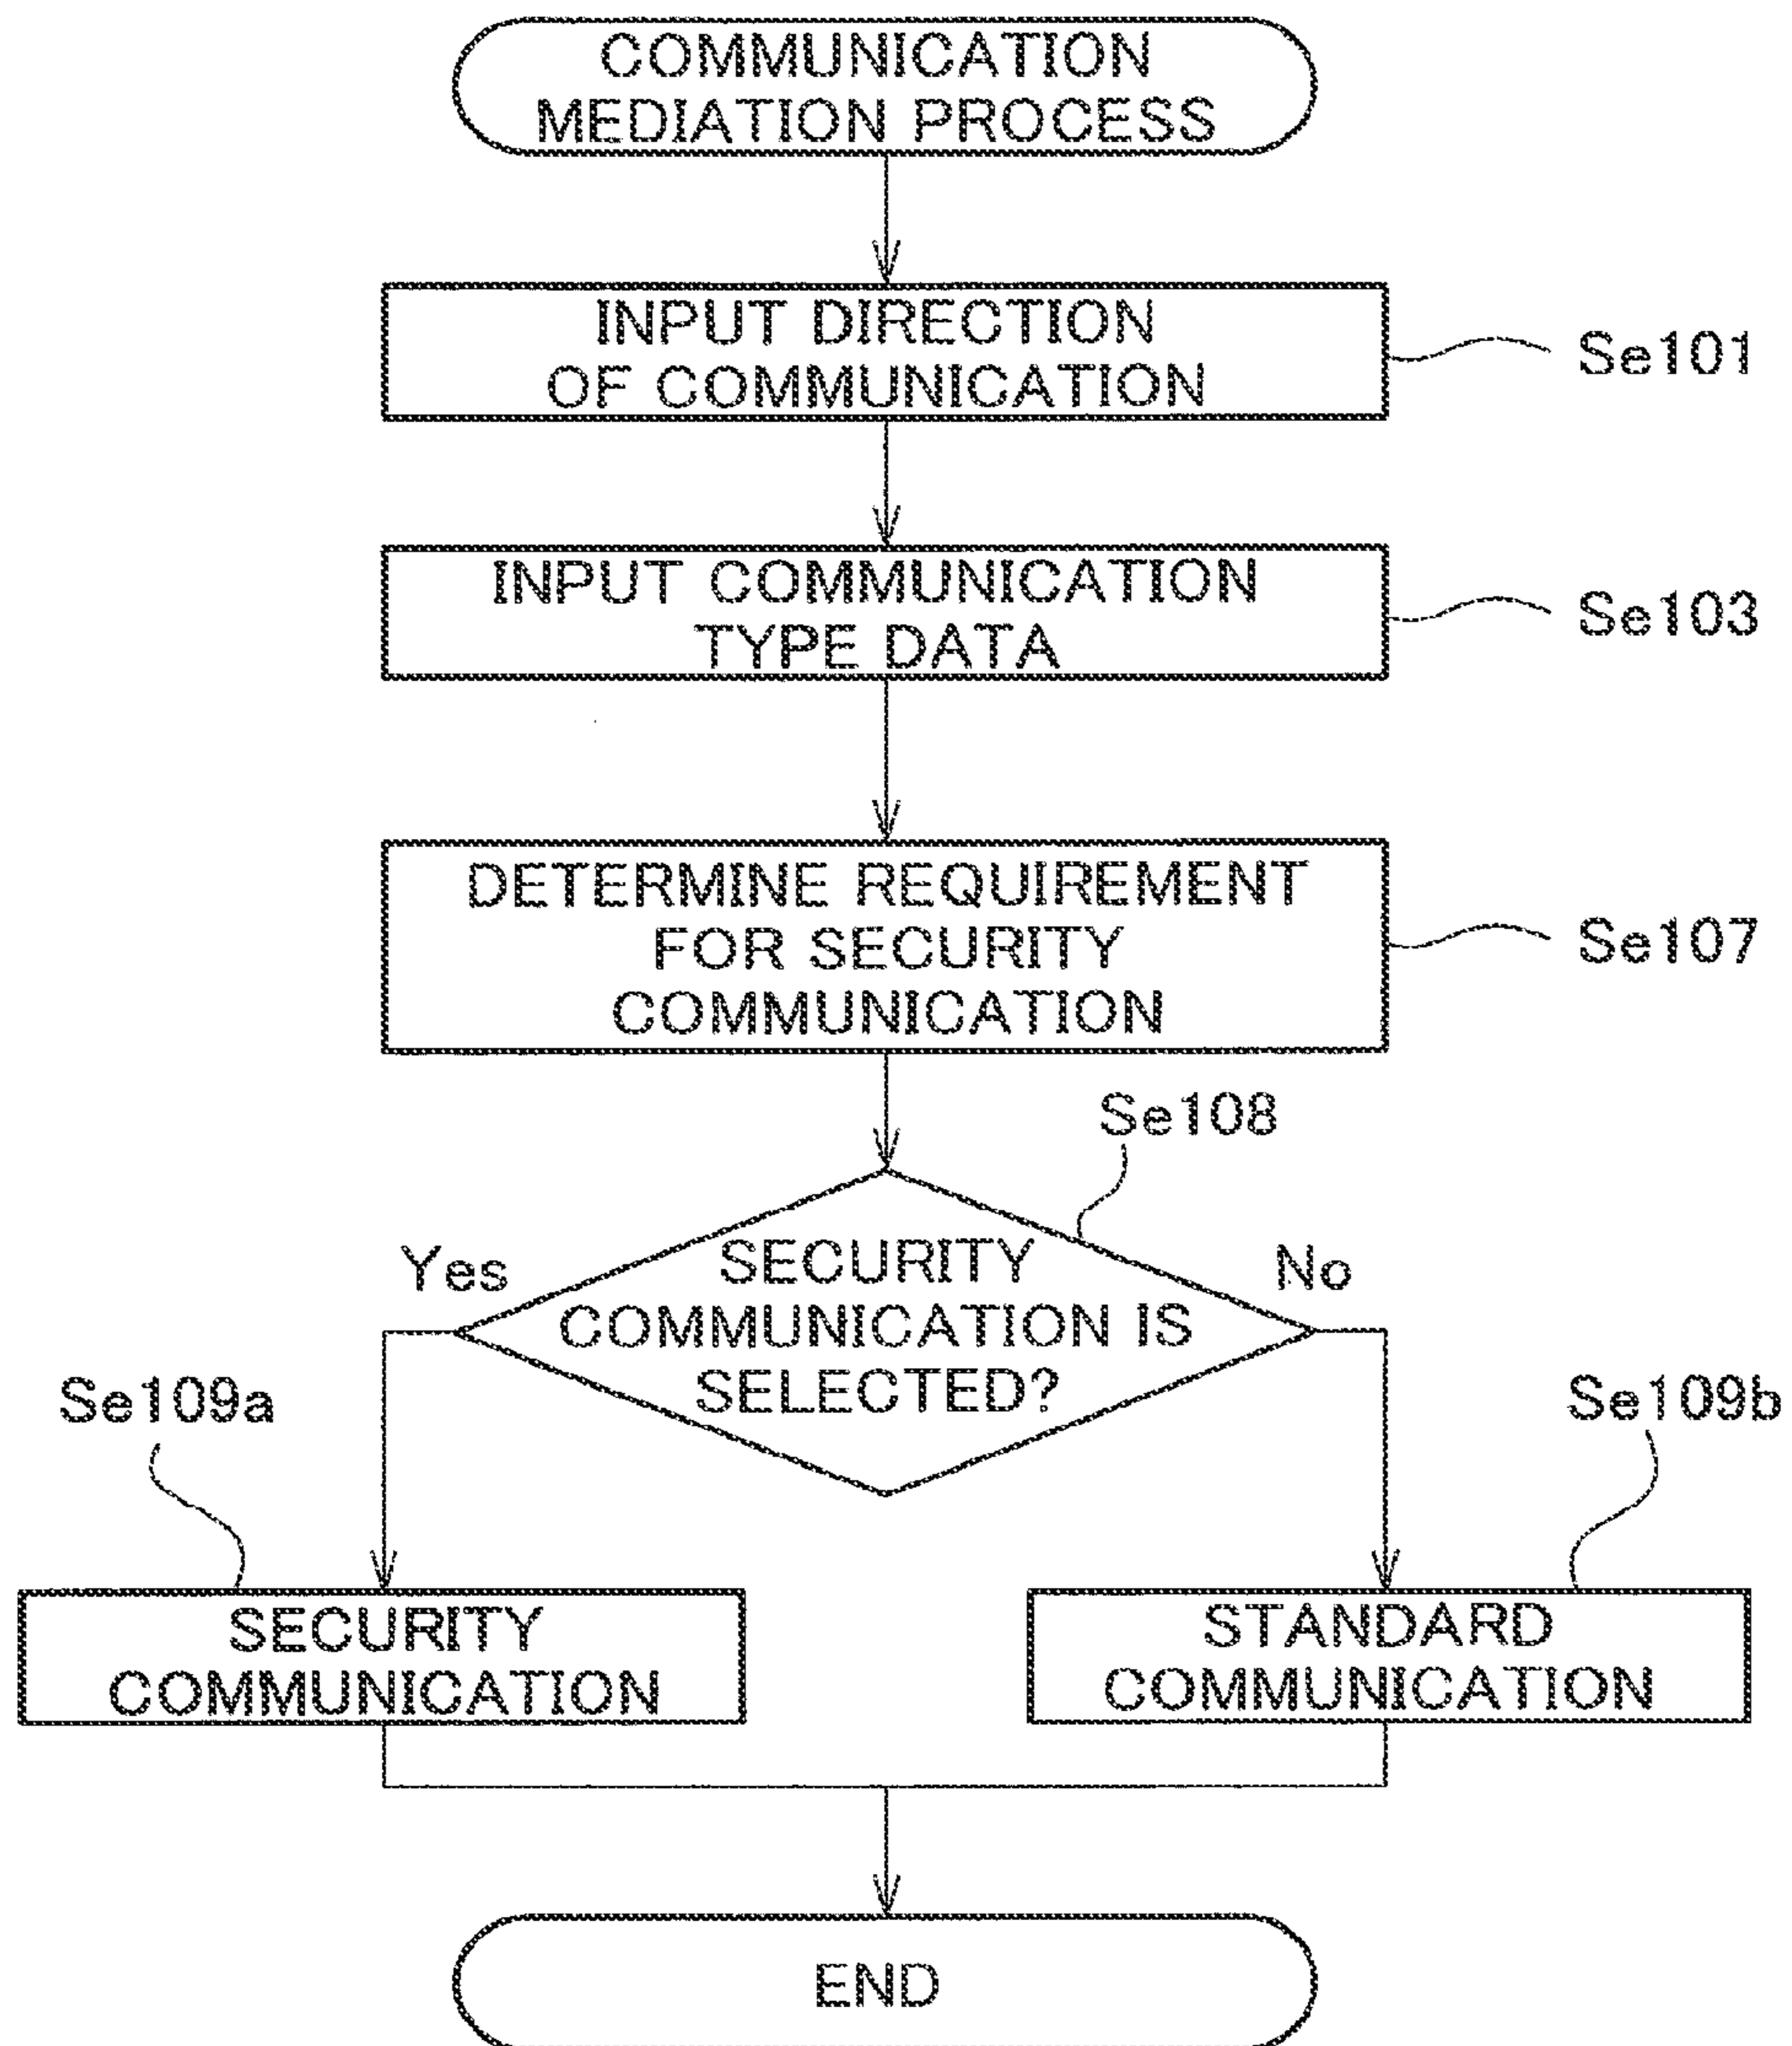 COMMUNICATION
MEDIATION PROCESS
INPUT DIRECTION
OF COMMUNICATION
Se101
INPUT COMMUNICATION
TYPE DATA
Se103
DETERMINE REQUIREMENT
FOR SECURITY
COMMUNICATION
Se107
Se108
Yes
SECURITY
COMMUNICATION IS
SELECTED?
No
Se109a
Se109b
SECURITY
COMMUNICATION
STANDARD
COMMUNICATION
END